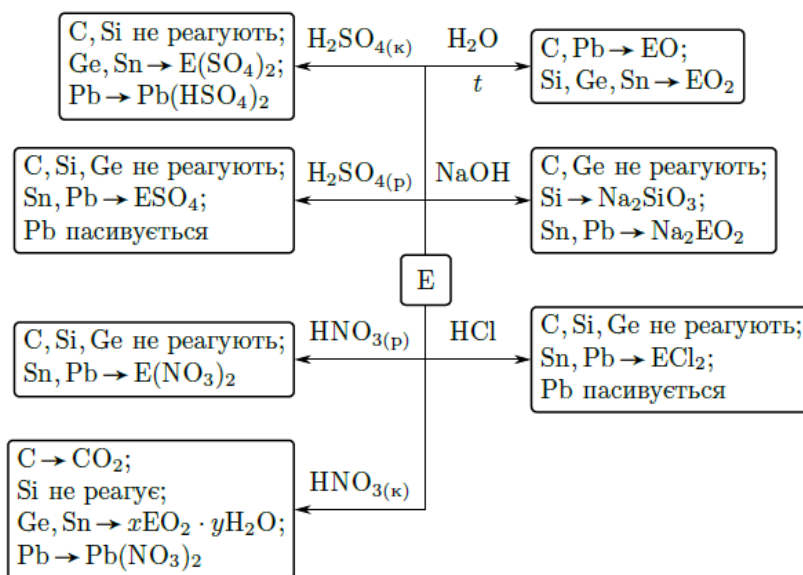 C, Si не реагують;
Ge, Sn → E(SO₄)₂;
Pb → Pb(HSO₄)₂
H₂SO₄₍к₎
H₂O
t
C, Pb → EO;
Si, Ge, Sn → EO₂
C, Si, Ge не реагують;
Sn, Pb → ESO₄;
Pb пасивується
H₂SO₄₍р₎
NaOH
C, Ge не реагують;
Si → Na₂SiO₃;
Sn, Pb → Na₂EO₂
E
C, Si, Ge не реагують;
Sn, Pb → E(NO₃)₂
HNO₃₍р₎
HCl
C, Si, Ge не реагують;
Sn, Pb → ECl₂;
Pb пасивується
C → CO₂;
Si не реагує;
Ge, Sn → xEO₂ · yH₂O;
Pb → Pb(NO₃)₂
HNO₃₍к₎